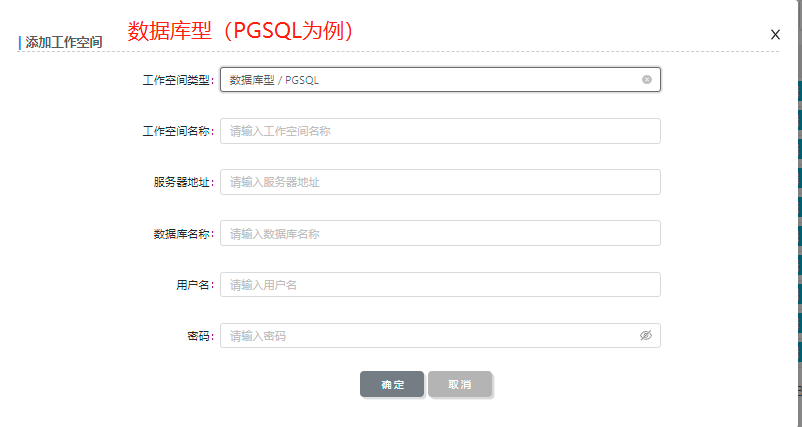 数据库型（PGSQL为例）
添加工作空间
X
工作空间类型: 数据库型 / PGSQL
工作空间名称: 请输入工作空间名称
服务器地址: 请输入服务器地址
数据库名称: 请输入数据库名称
用户名: 请输入用户名
密码: 请输入密码
确定 取消